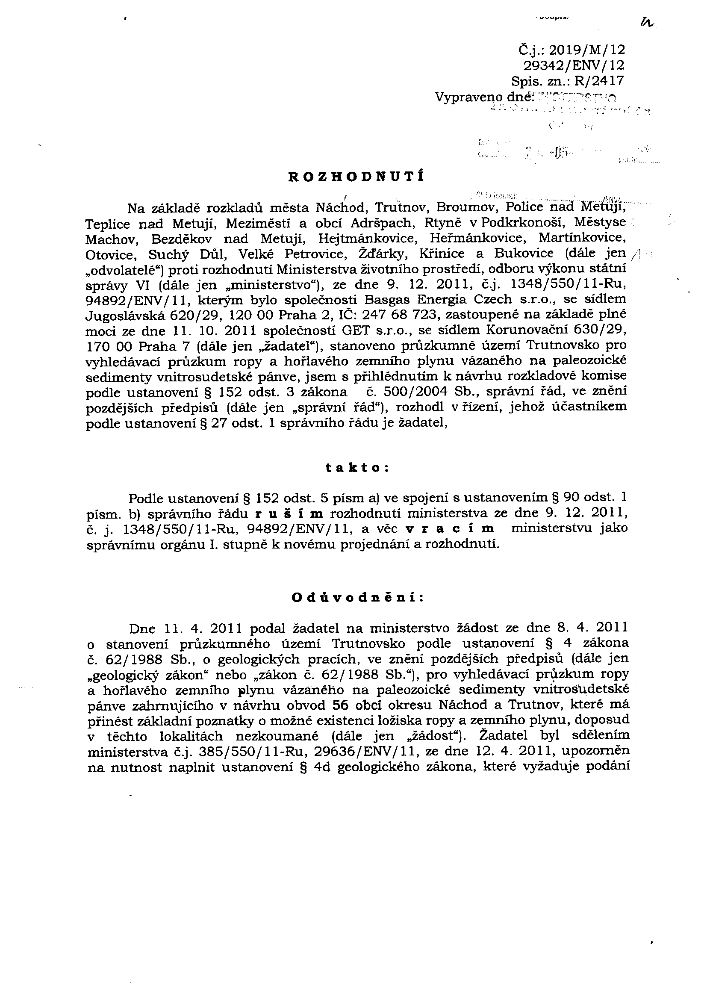 Č.j.: 2019/M/12
29342/ENV/12
Spis. zn.: R/2417
Vypraveno dne:
ROZHODNUTÍ
Na základě rozkladů města Náchod, Trutnov, Broumov, Police nad Metují,
Teplice nad Metují, Meziměstí a obcí Adršpach, Rtyně v Podkrkonoší, Městyse
Machov, Bezděkov nad Metují, Hejtmánkovice, Heřmánkovice, Martínkovice,
Otovice, Suchý Důl, Velké Petrovice, Žďárky, Křinice a Bukovice (dále jen
„odvolatelé“) proti rozhodnutí Ministerstva životního prostředí, odboru výkonu státní
správy VI (dále jen „ministerstvo“), ze dne 9. 12. 2011, č.j. 1348/550/11-Ru,
94892/ENV/11, kterým bylo společnosti Basgas Energia Czech s.r.o., se sídlem
Jugoslávská 620/29, 120 00 Praha 2, IČ: 247 68 723, zastoupené na základě plné
moci ze dne 11. 10. 2011 společností GET s.r.o., se sídlem Korunovační 630/29,
170 00 Praha 7 (dále jen „žadatel“), stanoveno průzkumné území Trutnovsko pro
vyhledávací průzkum ropy a hořlavého zemního plynu vázaného na paleozoické
sedimenty vnitrosudetské pánve, jsem s přihlédnutím k návrhu rozkladové komise
podle ustanovení § 152 odst. 3 zákona č. 500/2004 Sb., správní řád, ve znění
pozdějších předpisů (dále jen „správní řád“), rozhodl v řízení, jehož účastníkem
podle ustanovení § 27 odst. 1 správního řádu je žadatel,
takto:
Podle ustanovení § 152 odst. 5 písm a) ve spojení s ustanovením § 90 odst. 1
písm. b) správního řádu r u š í m rozhodnutí ministerstva ze dne 9. 12. 2011,
č. j. 1348/550/11-Ru, 94892/ENV/11, a věc v r a c í m ministerstvu jako
správnímu orgánu I. stupně k novému projednání a rozhodnutí.
Odůvodnění:
Dne 11. 4. 2011 podal žadatel na ministerstvo žádost ze dne 8. 4. 2011
o stanovení průzkumného území Trutnovsko podle ustanovení § 4 zákona
č. 62/1988 Sb., o geologických pracích, ve znění pozdějších předpisů (dále jen
„geologický zákon“ nebo „zákon č. 62/1988 Sb.“), pro vyhledávací průzkum ropy
a hořlavého zemního plynu vázaného na paleozoické sedimenty vnitrosudetské
pánve zahrnujícího v návrhu obvod 56 obcí okresu Náchod a Trutnov, které má
přinést základní poznatky o možné existenci ložiska ropy a zemního plynu, doposud
v těchto lokalitách nezkoumané (dále jen „žádost“). Žadatel byl sdělením
ministerstva č.j. 385/550/11-Ru, 29636/ENV/11, ze dne 12. 4. 2011, upozorněn
na nutnost naplnit ustanovení § 4d geologického zákona, které vyžaduje podání